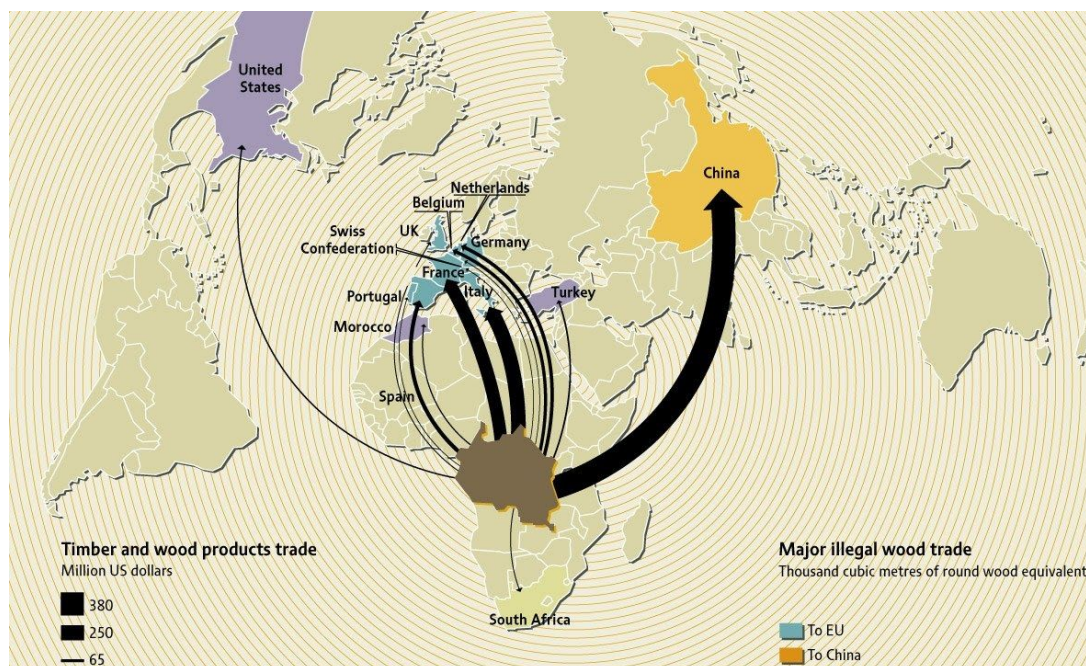 United
States
China
Netherlands
Belgium
UK
Swiss
Confederation
Germany
France
Portugal
Italy
Turkey
Morocco
Spain
South Africa
Timber and wood products trade
Million US dollars
380
250
65
Major illegal wood trade
Thousand cubic metres of round wood equivalent
To EU
To China